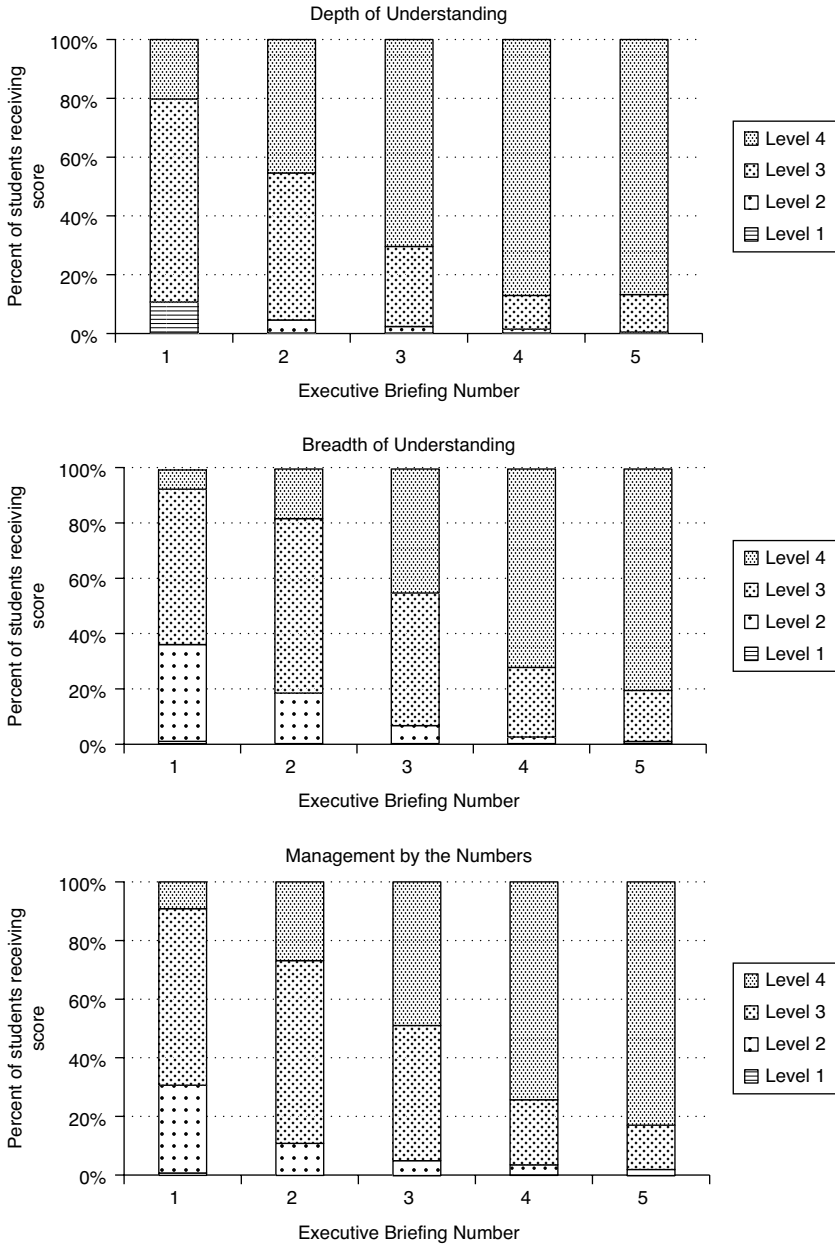 Depth of Understanding
100%
80%
60%
40%
20%
0%
Percent of students receiving
score
1 2 3 4 5
Executive Briefing Number
Level 4
Level 3
Level 2
Level 1
Breadth of Understanding
100%
80%
60%
40%
20%
0%
Percent of students receiving
score
1 2 3 4 5
Executive Briefing Number
Level 4
Level 3
Level 2
Level 1
Management by the Numbers
100%
80%
60%
40%
20%
0%
Percent of students receiving
score
1 2 3 4 5
Executive Briefing Number
Level 4
Level 3
Level 2
Level 1